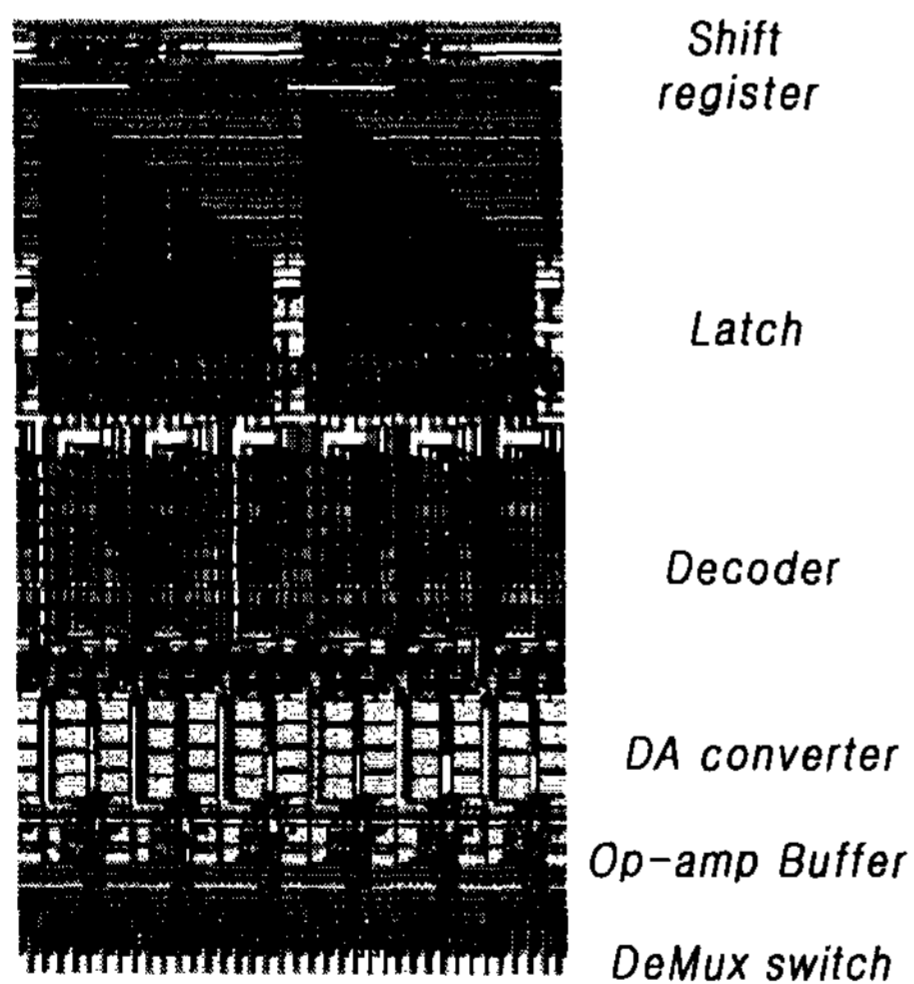 Shift
register
Latch
Decoder
DA converter
Op-amp Buffer
DeMux switch